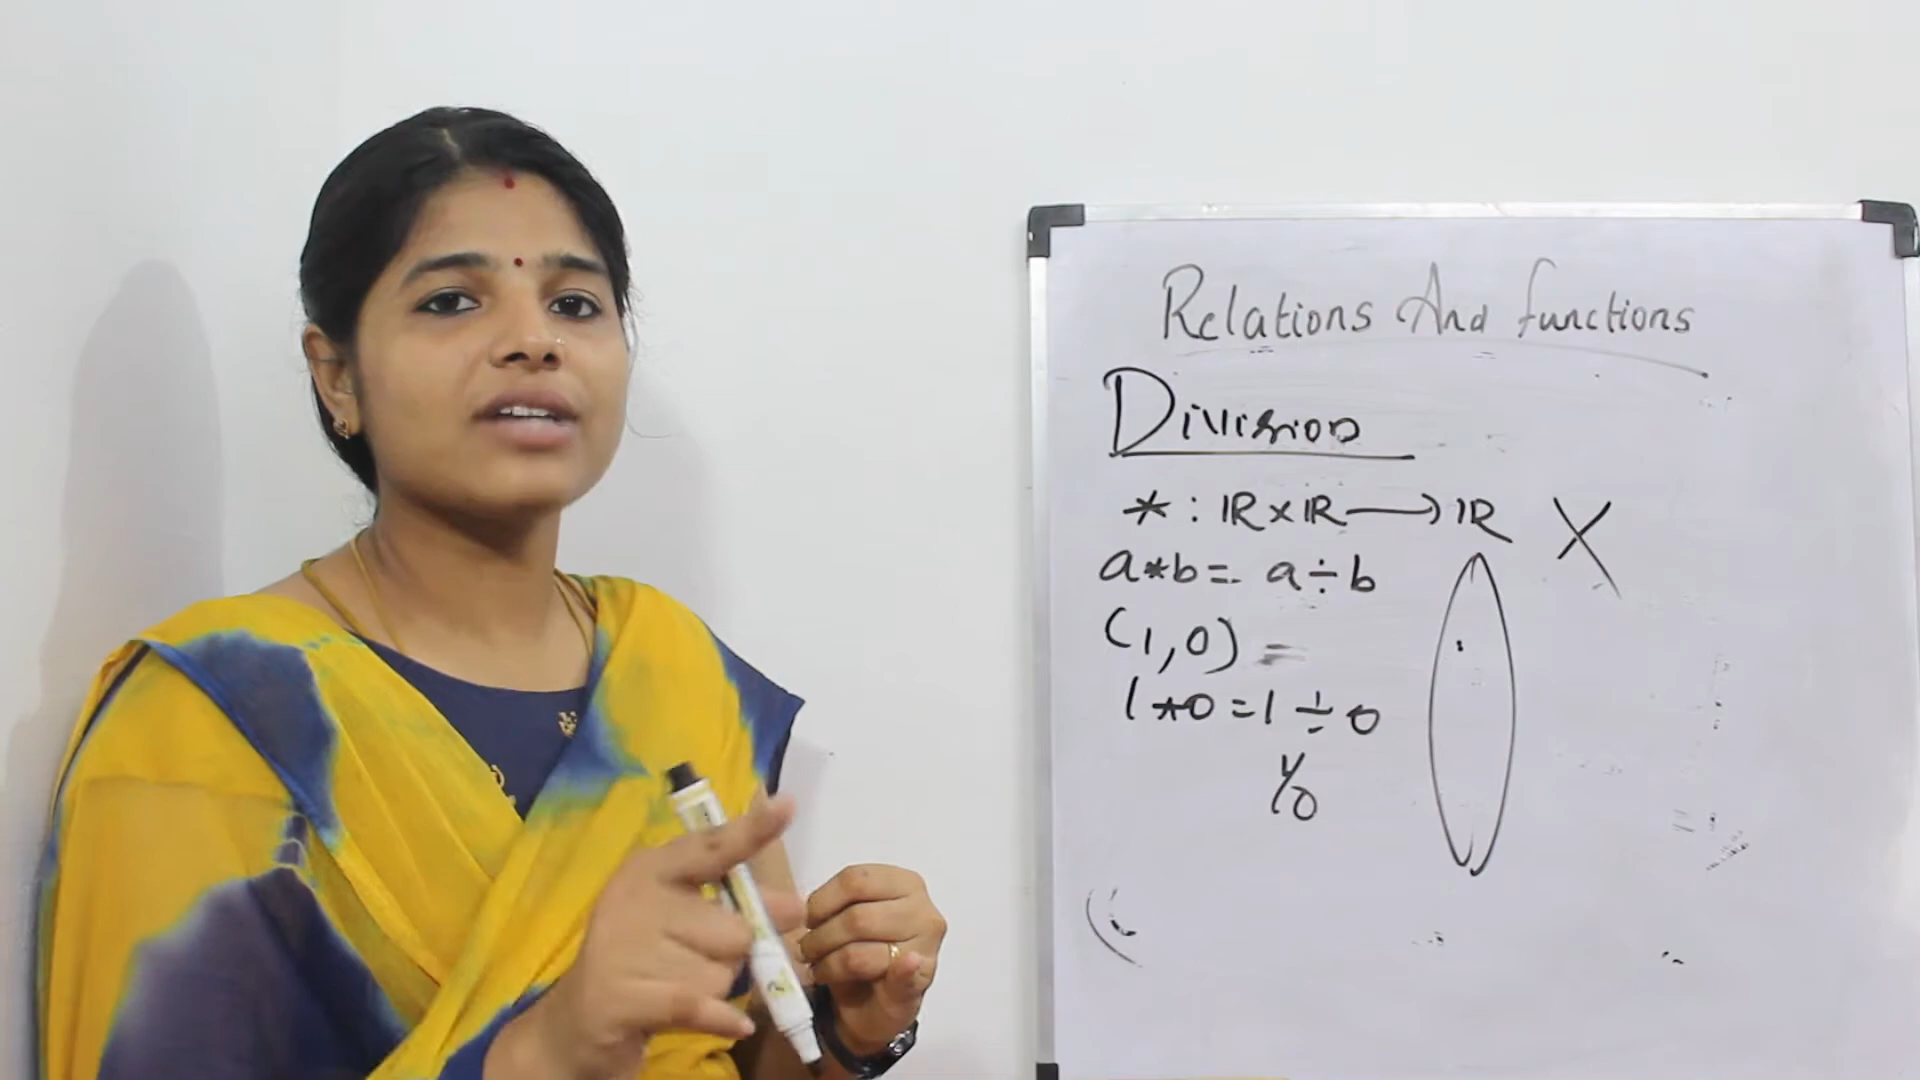 Relations And functions
Division
* : ℝ×ℝ ⟶ ℝ X
a*b = a÷b
(1,0) =
1*0 = 1÷0
1/0